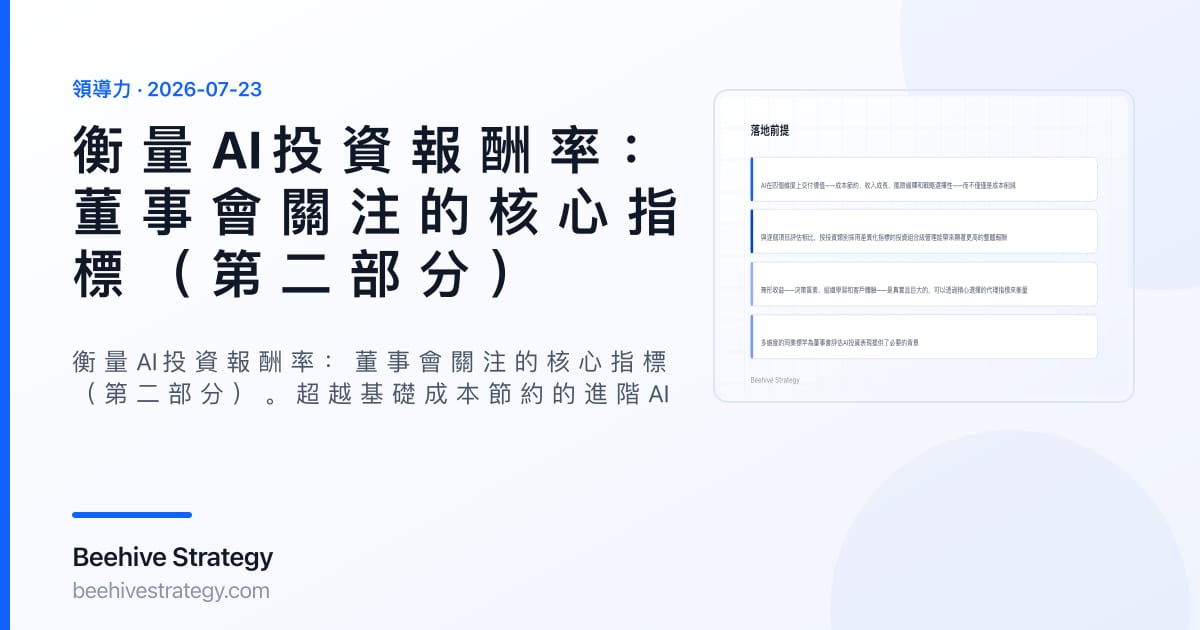 領導力 · 2026-07-23
衡量AI投資報酬率：
董事會關注的核心指
標（第二部分）
衡量AI投資報酬率： 董事會關注的核心指標
（第二部分）。超越基礎成本節約的進階AI
Beehive Strategy
beehivestrategy.com
落地前提
AI在四個維度上交付價值——成本節約、收入成長、風險緩釋和戰略選擇性——而不僅僅是成本削減
與逐個項目評估相比，按投資類別採用差異化指標的投資組合級管理能帶來顯著更高的整體報酬
無形收益——決策質素、組織學習和客戶體驗——是真實且巨大的，可以透過精心選擇的代理指標來衡量
多維度的同業標竿為董事會評估AI投資表現提供了必要的背景
Beehive Strategy